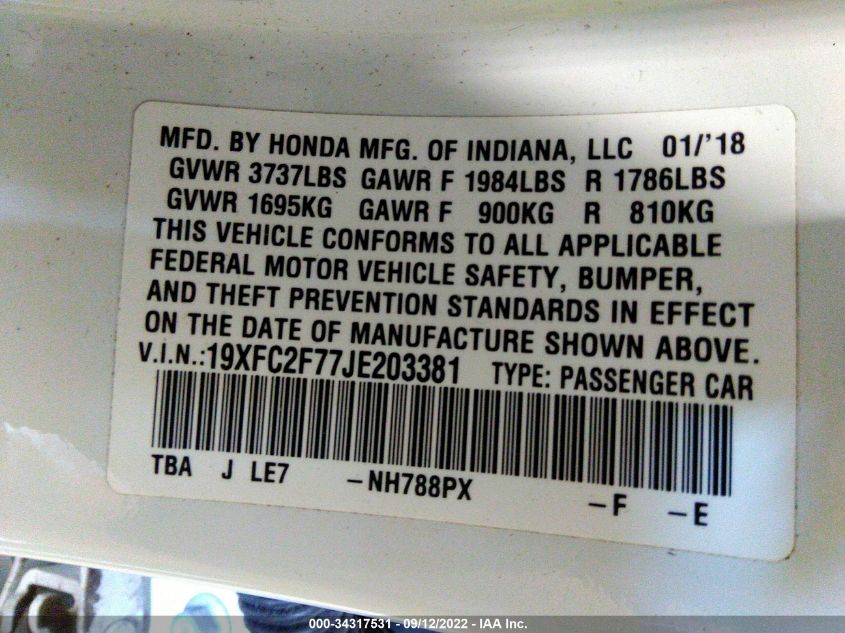 MFD. BY HONDA MFG. OF INDIANA, LLC 01/'18
GVWR 3737LBS GAWR F 1984LBS R 1786LBS
GVWR 1695KG GAWR F 900KG R 810KG
THIS VEHICLE CONFORMS TO ALL APPLICABLE
FEDERAL MOTOR VEHICLE SAFETY, BUMPER,
AND THEFT PREVENTION STANDARDS IN EFFECT
ON THE DATE OF MANUFACTURE SHOWN ABOVE.
V.I.N.:19XFC2F77JE203381 TYPE: PASSENGER CAR
TBA J LE7 -NH788PX -F -E
000-34317531 - 09/12/2022 - IAA Inc.